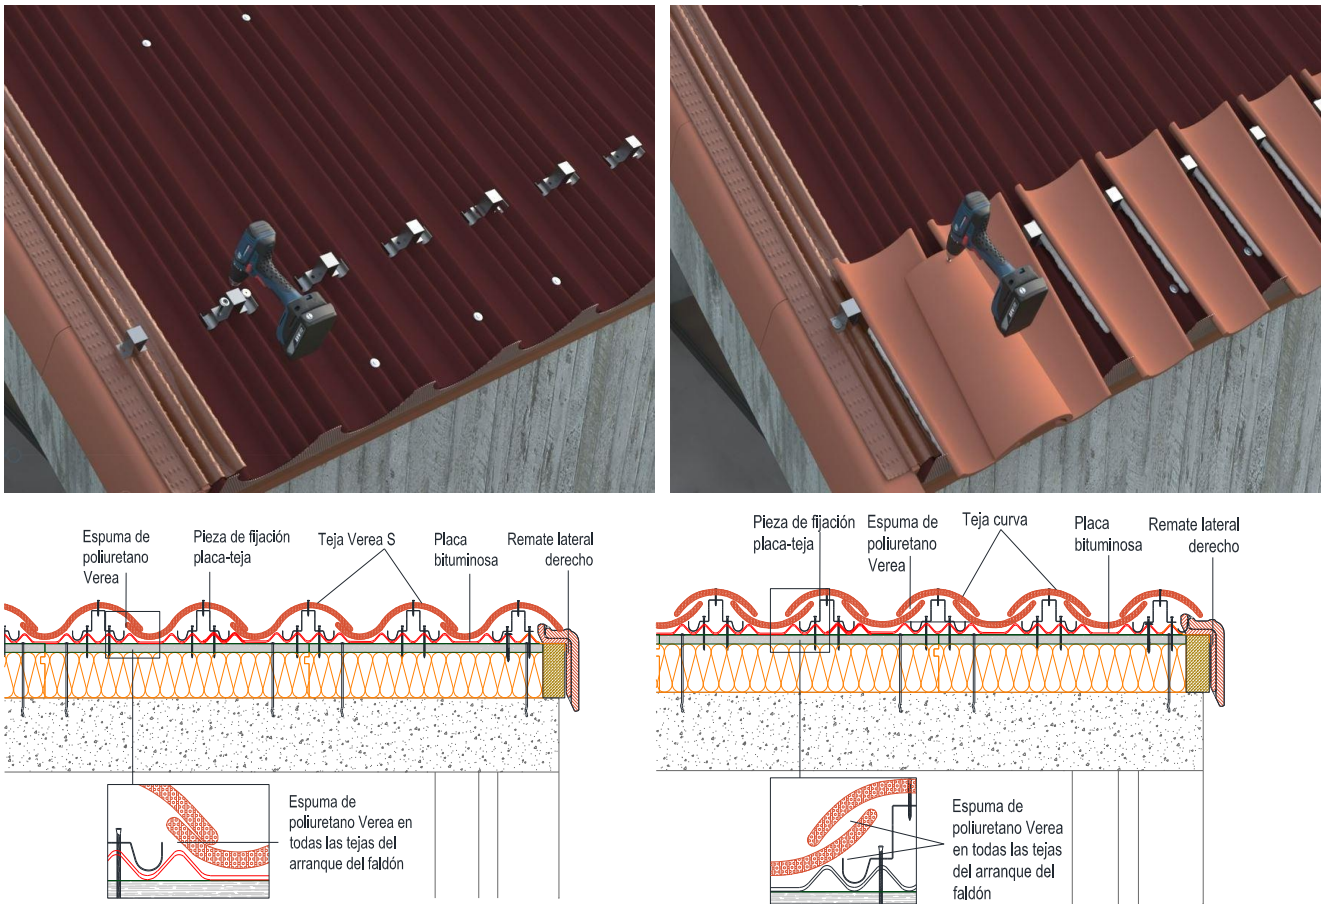 Espuma de
poliuretano
Verea
Pieza de fijación
placa-teja
Teja Verea S
Placa
bituminosa
Remate lateral
derecho
Espuma de
poliuretano Verea en
todas las tejas del
arranque del faldón
Pieza de fijación
placa-teja
Espuma de
poliuretano
Verea
Teja curva
Placa
bituminosa
Remate lateral
derecho
Espuma de
poliuretano Verea
en todas las tejas
del arranque del
faldón